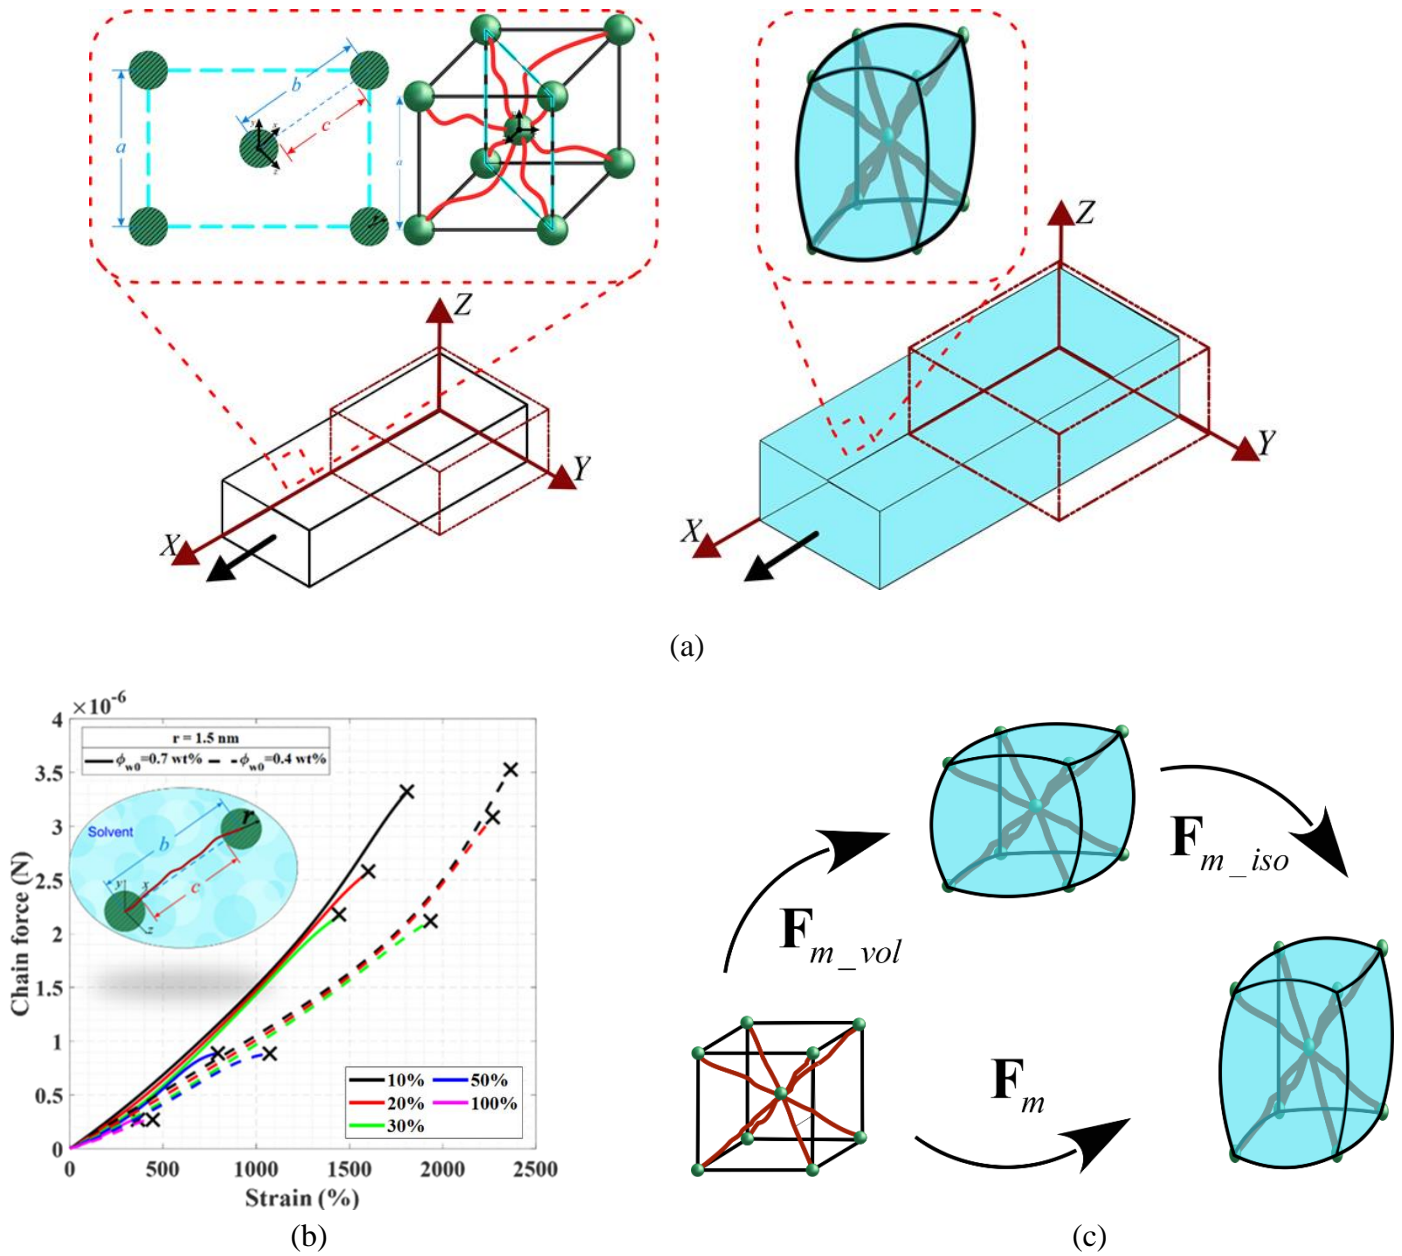 a
b
c
y
x
z
a
Z
Y
X
Z
Y
X
(a)
×10⁻⁶
r = 1.5 nm
ϕw0=0.7 wt% ϕw0=0.4 wt%
Solvent
b
r
c
y
x
z
Chain force (N)
4
3.5
3
2.5
2
1.5
1
0.5
0
10% 50%
20% 100%
30%
0 500 1000 1500 2000 2500
Strain (%)
(b)
Fm_vol
Fm_iso
Fm
(c)